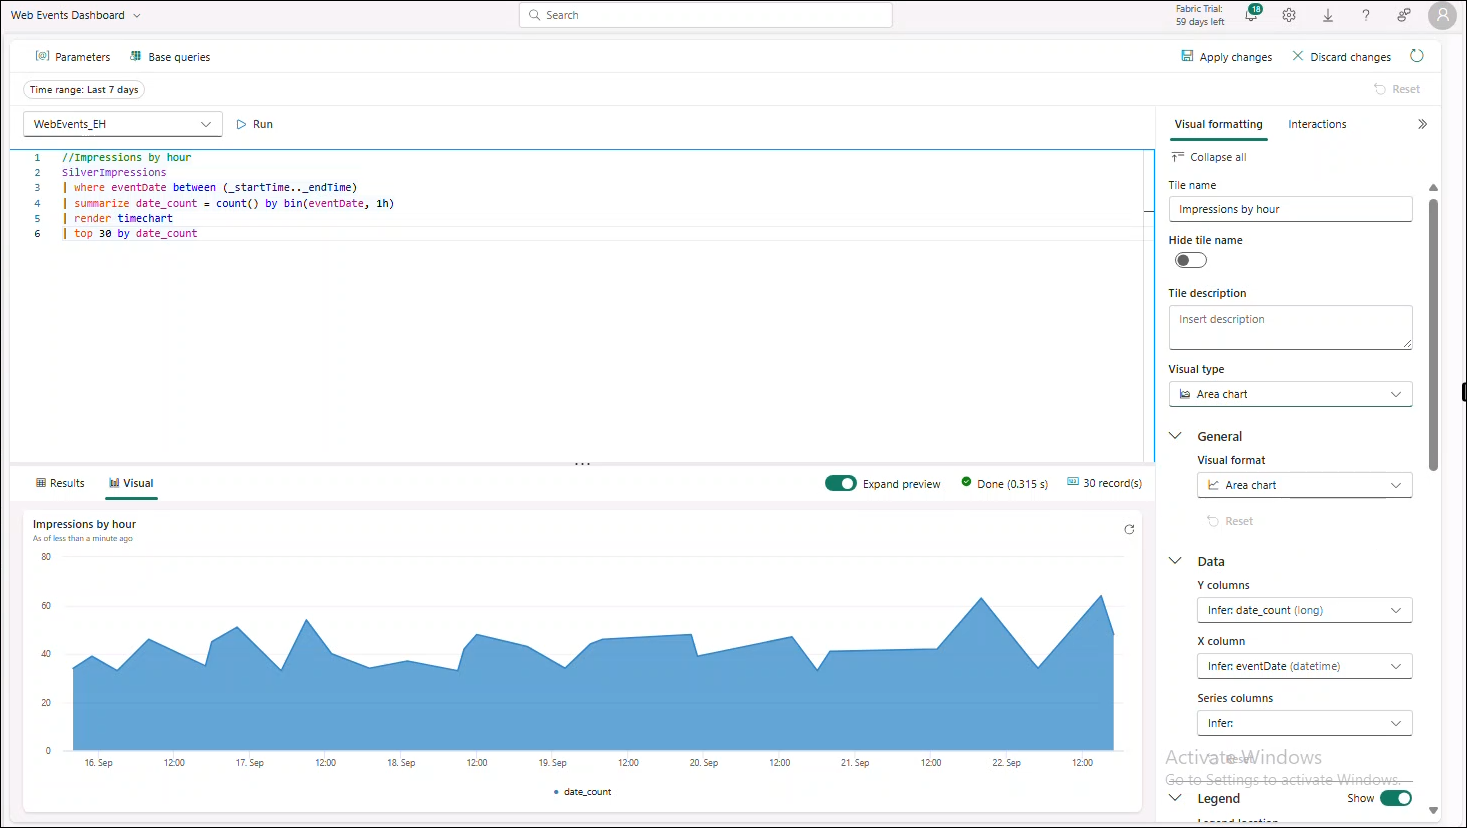 Web Events Dashboard
Search
Fabric Trial:
59 days left
18
Parameters
Base queries
Apply changes
Discard changes
Time range: Last 7 days
Reset
WebEvents_EH
Run
1 //Impressions by hour
2 SilverImpressions
3 | where eventDate between (_startTime.._endTime)
4 | summarize date_count = count() by bin(eventDate, 1h)
5 | render timechart
6 | top 30 by date_count
Results
Visual
Expand preview
Done (0.315 s)
30 record(s)
Impressions by hour
As of less than a minute ago
80
60
40
20
0
16. Sep
12:00
17. Sep
12:00
18. Sep
12:00
19. Sep
12:00
20. Sep
12:00
21. Sep
12:00
22. Sep
12:00
date_count
Visual formatting
Interactions
Collapse all
Tile name
Impressions by hour
Hide tile name
Tile description
Insert description
Visual type
Area chart
General
Visual format
Area chart
Reset
Data
Y columns
Infer: date_count (long)
X column
Infer: eventDate (datetime)
Series columns
Infer:
Reset
Activate Windows
Go to Settings to activate Windows.
Legend
Show
Legend location